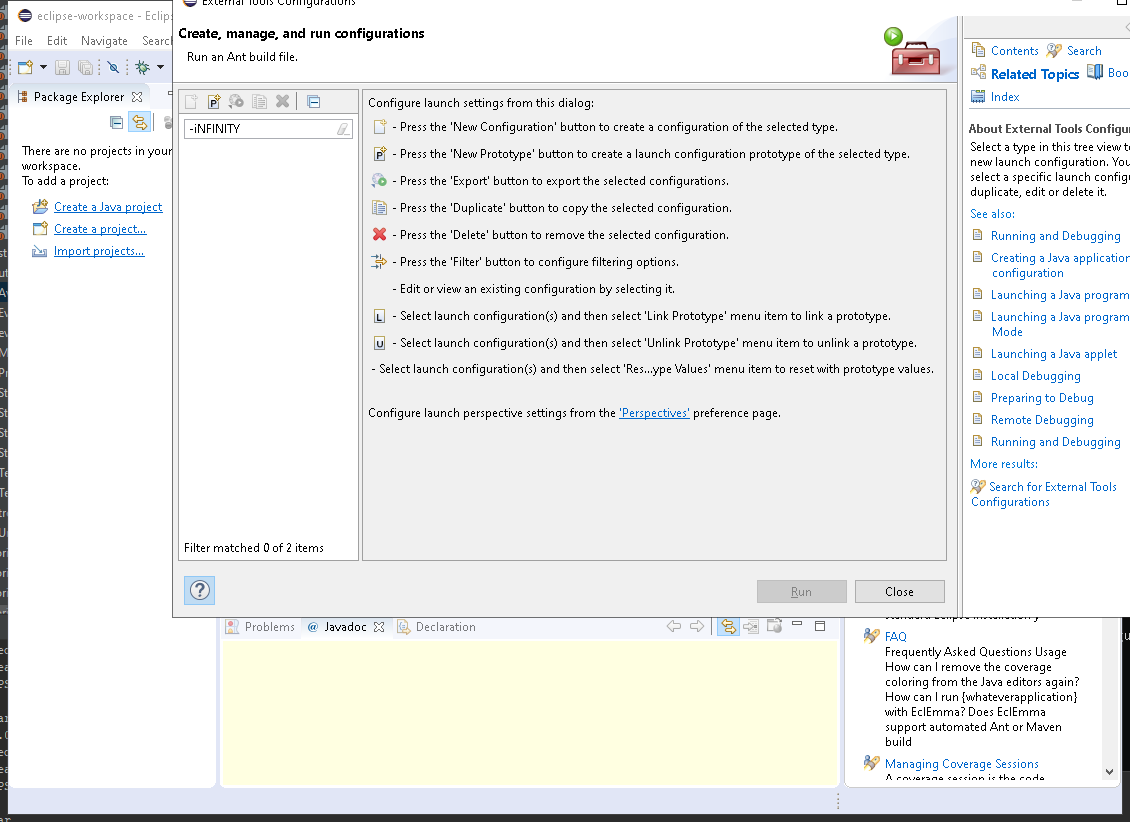 eclipse-workspace - Eclips
External Tools Configurations
File Edit Navigate Search
Create, manage, and run configurations
Run an Ant build file.
Package Explorer
There are no projects in your
workspace.
To add a project:
Create a Java project
Create a project...
Import projects...
-iNFINITY
Filter matched 0 of 2 items
Configure launch settings from this dialog:
- Press the 'New Configuration' button to create a configuration of the selected type.
- Press the 'New Prototype' button to create a launch configuration prototype of the selected type.
- Press the 'Export' button to export the selected configurations.
- Press the 'Duplicate' button to copy the selected configuration.
- Press the 'Delete' button to remove the selected configuration.
- Press the 'Filter' button to configure filtering options.
- Edit or view an existing configuration by selecting it.
L - Select launch configuration(s) and then select 'Link Prototype' menu item to link a prototype.
U - Select launch configuration(s) and then select 'Unlink Prototype' menu item to unlink a prototype.
- Select launch configuration(s) and then select 'Res...ype Values' menu item to reset with prototype values.
Configure launch perspective settings from the 'Perspectives' preference page.
Run Close
Contents Search
Related Topics Boo
Index
About External Tools Configur
Select a type in this tree view to
new launch configuration. You
select a specific launch configu
duplicate, edit or delete it.
See also:
Running and Debugging
Creating a Java application
configuration
Launching a Java program
Launching a Java program
Mode
Launching a Java applet
Local Debugging
Preparing to Debug
Remote Debugging
Running and Debugging
More results:
Search for External Tools
Configurations
Problems @ Javadoc Declaration
standard Eclipse installation
FAQ
Frequently Asked Questions Usage
How can I remove the coverage
coloring from the Java editors again?
How can I run {whateverapplication}
with EclEmma? Does EclEmma
support automated Ant or Maven
build
Managing Coverage Sessions
A coverage session is the code